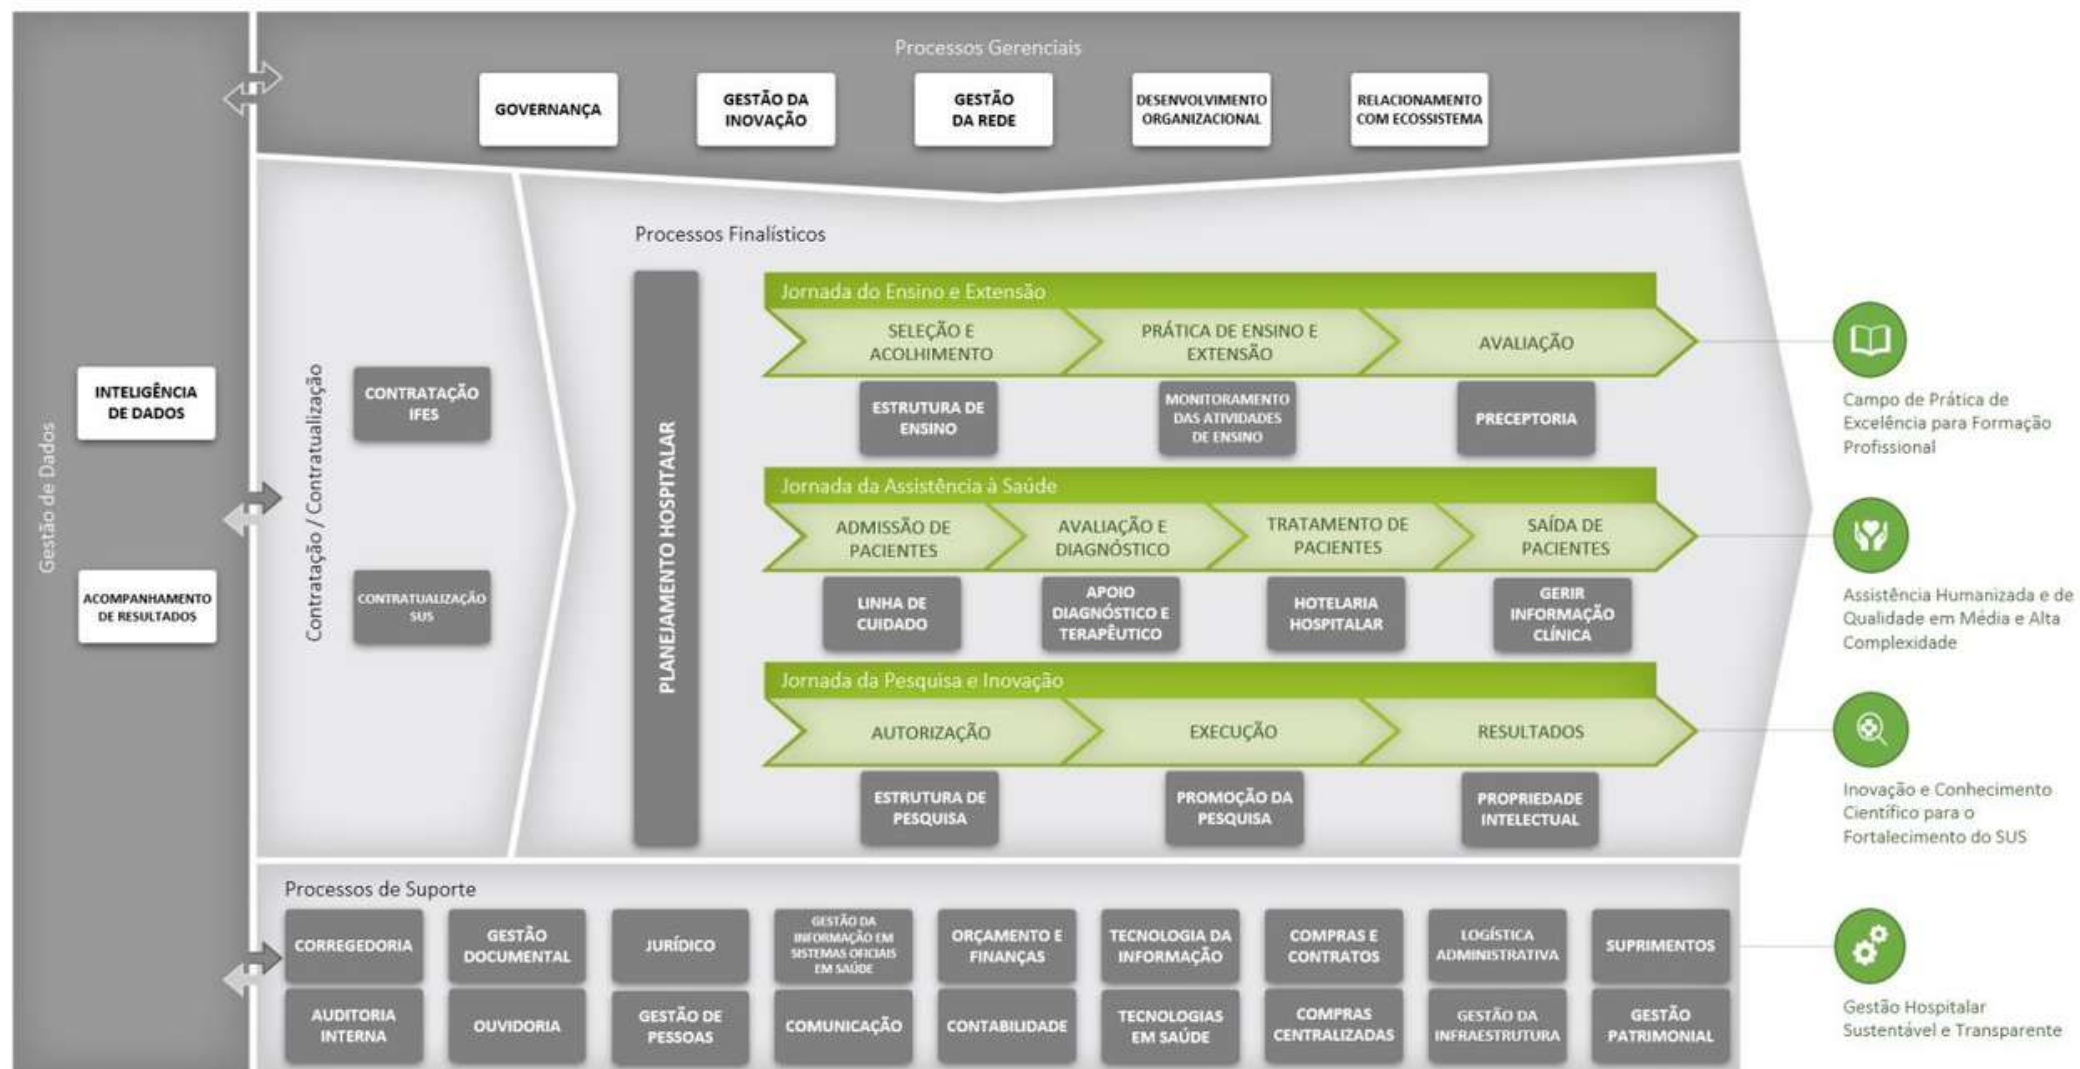 Gestão de Dados
INTELIGÊNCIA
DE DADOS
ACOMPANHAMENTO
DE RESULTADOS
Processos Gerenciais
GOVERNANÇA
GESTÃO DA
INOVAÇÃO
GESTÃO
DA REDE
DESENVOLVIMENTO
ORGANIZACIONAL
RELACIONAMENTO
COM ECOSSISTEMA
Contratação / Contratualização
CONTRATAÇÃO
IFES
CONTRATUALIZAÇÃO
SUS
Processos Finalísticos
PLANEJAMENTO HOSPITALAR
Jornada do Ensino e Extensão
SELEÇÃO E
ACOLHIMENTO
PRÁTICA DE ENSINO E
EXTENSÃO
AVALIAÇÃO
ESTRUTURA DE
ENSINO
MONITORAMENTO
DAS ATIVIDADES
DE ENSINO
PRECEPTORIA
Jornada da Assistência à Saúde
ADMISSÃO DE
PACIENTES
AVALIAÇÃO E
DIAGNÓSTICO
TRATAMENTO DE
PACIENTES
SAÍDA DE
PACIENTES
LINHA DE
CUIDADO
APOIO
DIAGNÓSTICO E
TERAPÊUTICO
HOTELARIA
HOSPITALAR
GERIR
INFORMAÇÃO
CLÍNICA
Jornada da Pesquisa e Inovação
AUTORIZAÇÃO
EXECUÇÃO
RESULTADOS
ESTRUTURA DE
PESQUISA
PROMOÇÃO DA
PESQUISA
PROPRIEDADE
INTELECTUAL
Campo de Prática de
Excelência para Formação
Profissional
Assistência Humanizada e de
Qualidade em Média e Alta
Complexidade
Inovação e Conhecimento
Científico para o
Fortalecimento do SUS
Processos de Suporte
CORREGEDORIA
GESTÃO
DOCUMENTAL
JURÍDICO
GESTÃO DA
INFORMAÇÃO EM
SISTEMAS OFICIAIS
EM SAÚDE
ORÇAMENTO E
FINANÇAS
TECNOLOGIA DA
INFORMAÇÃO
COMPRAS E
CONTRATOS
LOGÍSTICA
ADMINISTRATIVA
SUPRIMENTOS
AUDITORIA
INTERNA
OUVIDORIA
GESTÃO DE
PESSOAS
COMUNICAÇÃO
CONTABILIDADE
TECNOLOGIAS
EM SAÚDE
COMPRAS
CENTRALIZADAS
GESTÃO DA
INFRAESTRUTURA
GESTÃO
PATRIMONIAL
Gestão Hospitalar
Sustentável e Transparente